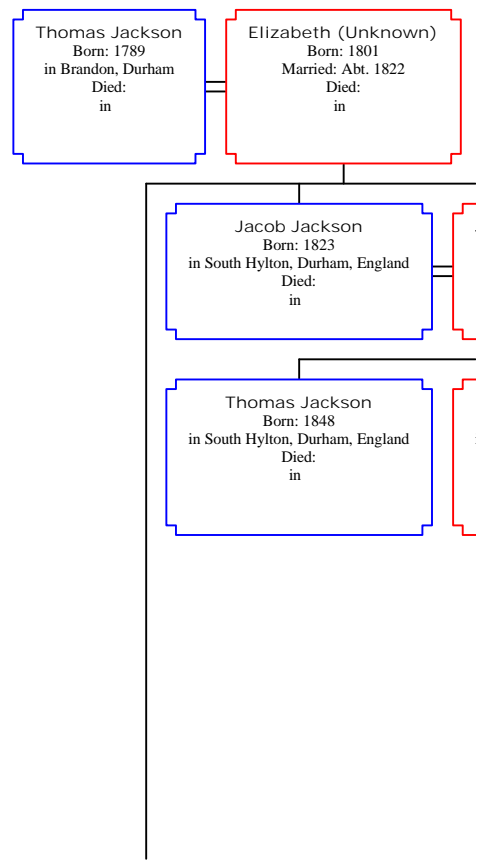 Thomas Jackson
Born: 1789
in Brandon, Durham
Died:
in
Elizabeth (Unknown)
Born: 1801
Married: Abt. 1822
Died:
in
Jacob Jackson
Born: 1823
in South Hylton, Durham, England
Died:
in
Thomas Jackson
Born: 1848
in South Hylton, Durham, England
Died:
in